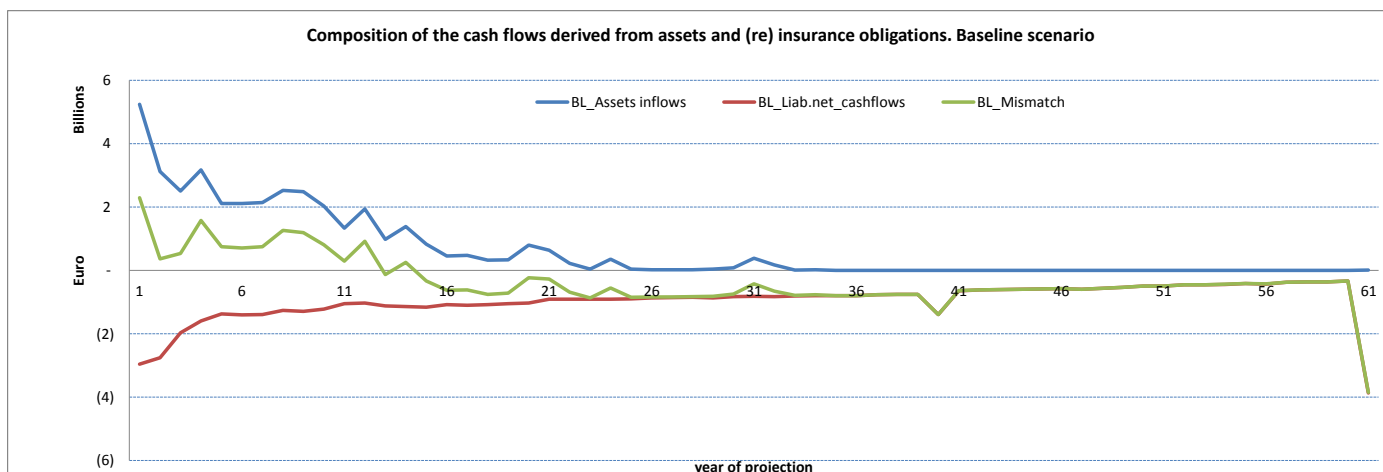 Composition of the cash flows derived from assets and (re) insurance obligations. Baseline scenario
Billions
Euro
6
4
2
-
(2)
(4)
(6)
BL_Assets inflows BL_Liab.net_cashflows BL_Mismatch
1 6 11 16 21 26 31 36 41 46 51 56 61
year of projection